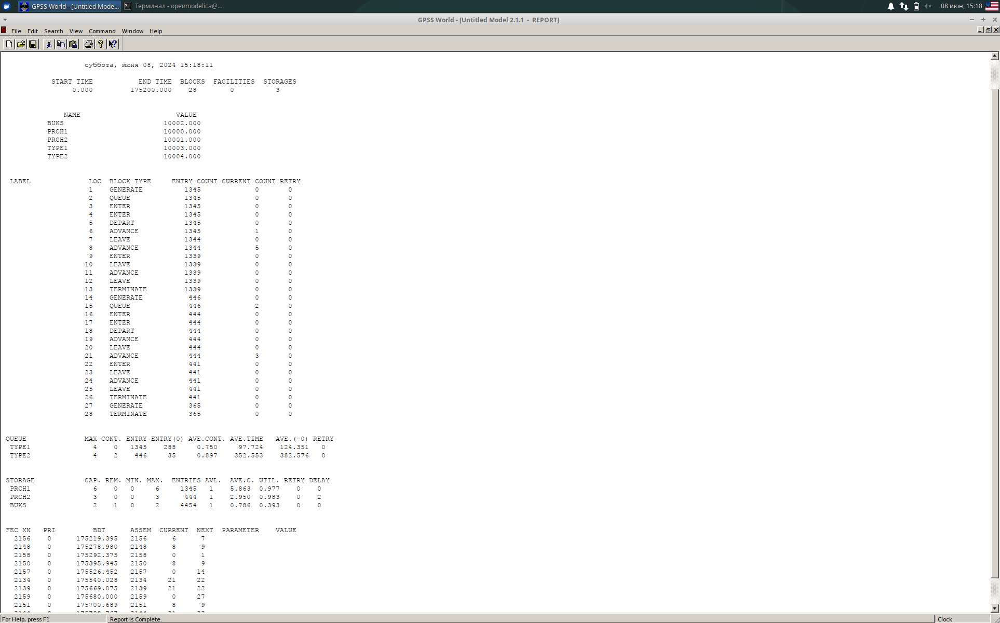 GPSS World - [Untitled Mode... Терминал - openmodelica@... 08 июн, 15:18
GPSS World - [Untitled Model 2.1.1 - REPORT]
File Edit Search View Command Window Help
суббота, июня 08, 2024 15:18:11
START TIME END TIME BLOCKS FACILITIES STORAGES
0.000 175200.000 28 0 3
NAME VALUE
BUKS 10002.000
PRCH1 10000.000
PRCH2 10001.000
TYPE1 10003.000
TYPE2 10004.000
LABEL LOC BLOCK TYPE ENTRY COUNT CURRENT COUNT RETRY
1 GENERATE 1345 0 0
2 QUEUE 1345 0 0
3 ENTER 1345 0 0
4 ENTER 1345 0 0
5 DEPART 1345 0 0
6 ADVANCE 1345 1 0
7 LEAVE 1344 0 0
8 ADVANCE 1344 5 0
9 ENTER 1339 0 0
10 LEAVE 1339 0 0
11 ADVANCE 1339 0 0
12 LEAVE 1339 0 0
13 TERMINATE 1339 0 0
14 GENERATE 446 0 0
15 QUEUE 446 2 0
16 ENTER 444 0 0
17 ENTER 444 0 0
18 DEPART 444 0 0
19 ADVANCE 444 0 0
20 LEAVE 444 0 0
21 ADVANCE 444 3 0
22 ENTER 441 0 0
23 LEAVE 441 0 0
24 ADVANCE 441 0 0
25 LEAVE 441 0 0
26 TERMINATE 441 0 0
27 GENERATE 365 0 0
28 TERMINATE 365 0 0
QUEUE MAX CONT. ENTRY ENTRY(0) AVE.CONT. AVE.TIME AVE.(-0) RETRY
TYPE1 4 0 1345 288 0.750 97.724 124.351 0
TYPE2 4 2 446 35 0.897 352.553 382.576 0
STORAGE CAP. REM. MIN. MAX. ENTRIES AVL. AVE.C. UTIL. RETRY DELAY
PRCH1 6 0 0 6 1345 1 5.863 0.977 0 0
PRCH2 3 0 0 3 444 1 2.950 0.983 0 2
BUKS 2 1 0 2 4454 1 0.786 0.393 0 0
FEC XN PRI BDT ASSEM CURRENT NEXT PARAMETER VALUE
2156 0 175219.395 2156 6 7
2148 0 175278.980 2148 8 9
2158 0 175292.375 2158 0 1
2150 0 175395.945 2150 8 9
2157 0 175526.452 2157 0 14
2134 0 175540.028 2134 21 22
2139 0 175669.075 2139 21 22
2159 0 175680.000 2159 0 27
2151 0 175700.689 2151 8 9
For Help, press F1 Report is Complete. Clock